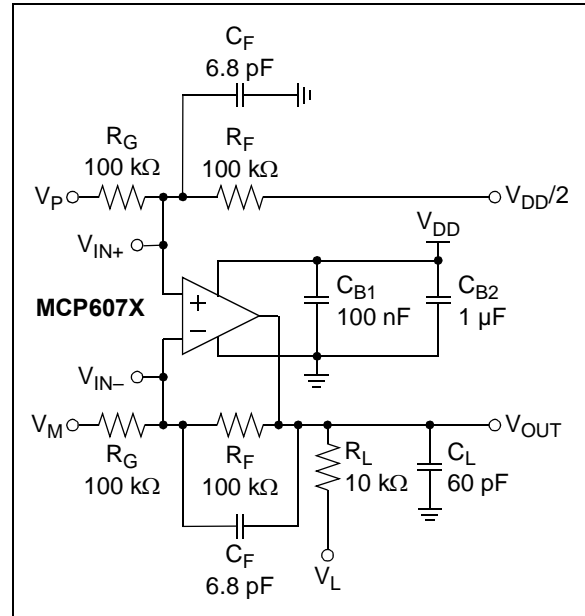 C_F
6.8 pF
R_G
100 kΩ
R_F
100 kΩ
V_P
V_DD/2
V_DD
V_IN+
MCP607X
+
−
C_B1
100 nF
C_B2
1 µF
V_IN–
V_M
V_OUT
R_G
100 kΩ
R_F
100 kΩ
R_L
10 kΩ
C_L
60 pF
C_F
6.8 pF
V_L